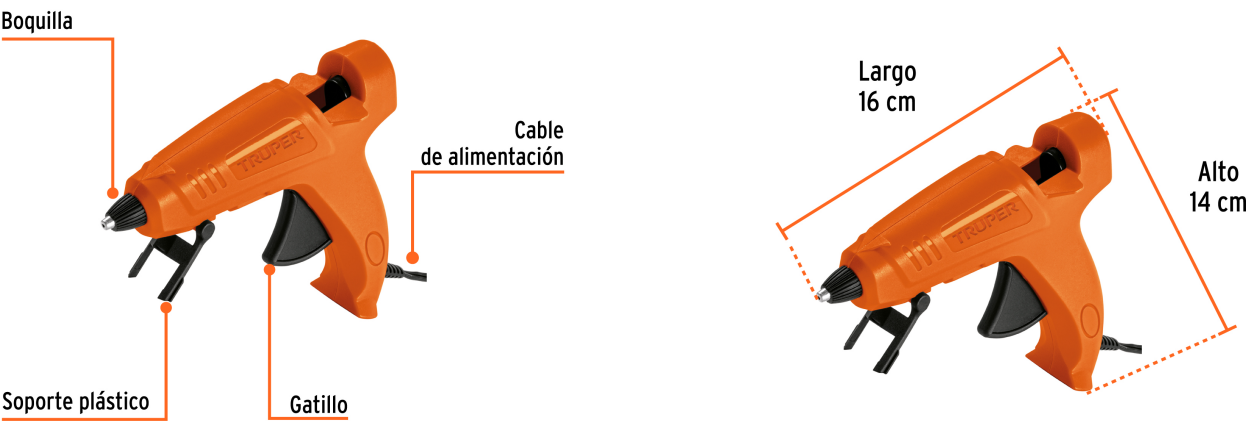 Boquilla
Cable
de alimentación
TRUPER
Soporte plástico
Gatillo
Largo
16 cm
Alto
14 cm
TRUPER